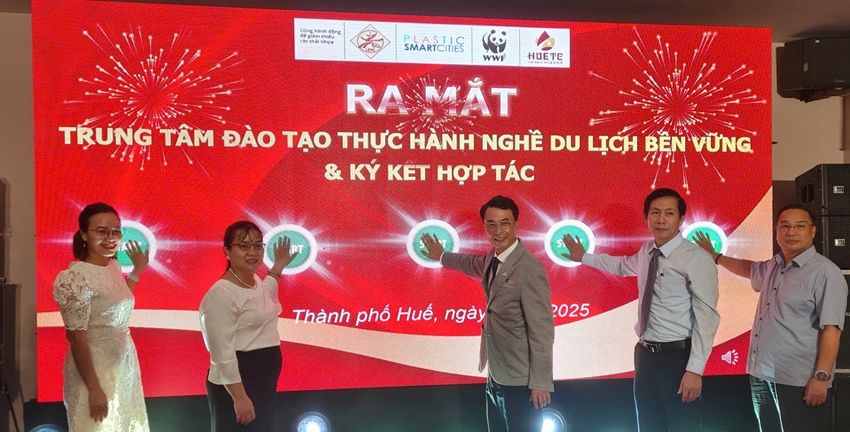 Cùng hành động
để giảm thiểu
rác thải nhựa
PLASTIC
SMARTCITIES
WWF
HUETC
RA MẮT
TRUNG TÂM ĐÀO TẠO THỰC HÀNH NGHỀ DU LỊCH BỀN VỮNG
& KÝ KẾT HỢP TÁC
Thành phố Huế, ngày 2025